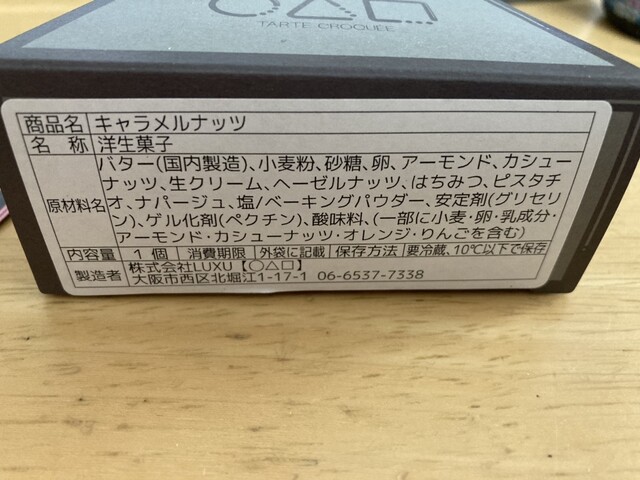 ○△□
TARTE CROQUEE
商品名 キャラメルナッツ
名 称 洋生菓子
原材料名 バター(国内製造)、小麦粉、砂糖、卵、アーモンド、カシュー
ナッツ、生クリーム、ヘーゼルナッツ、はちみつ、ピスタチ
オ、ナパージュ、塩/ベーキングパウダー、安定剤(グリセリ
ン)、ゲル化剤(ペクチン)、酸味料、(一部に小麦・卵・乳成分・
アーモンド・カシューナッツ・オレンジ・りんごを含む)
内容量 1個 消費期限 外袋に記載 保存方法 要冷蔵、10℃以下で保存
製造者 株式会社LUXU【○△□】
大阪市西区北堀江1-17-1 06-6537-7338